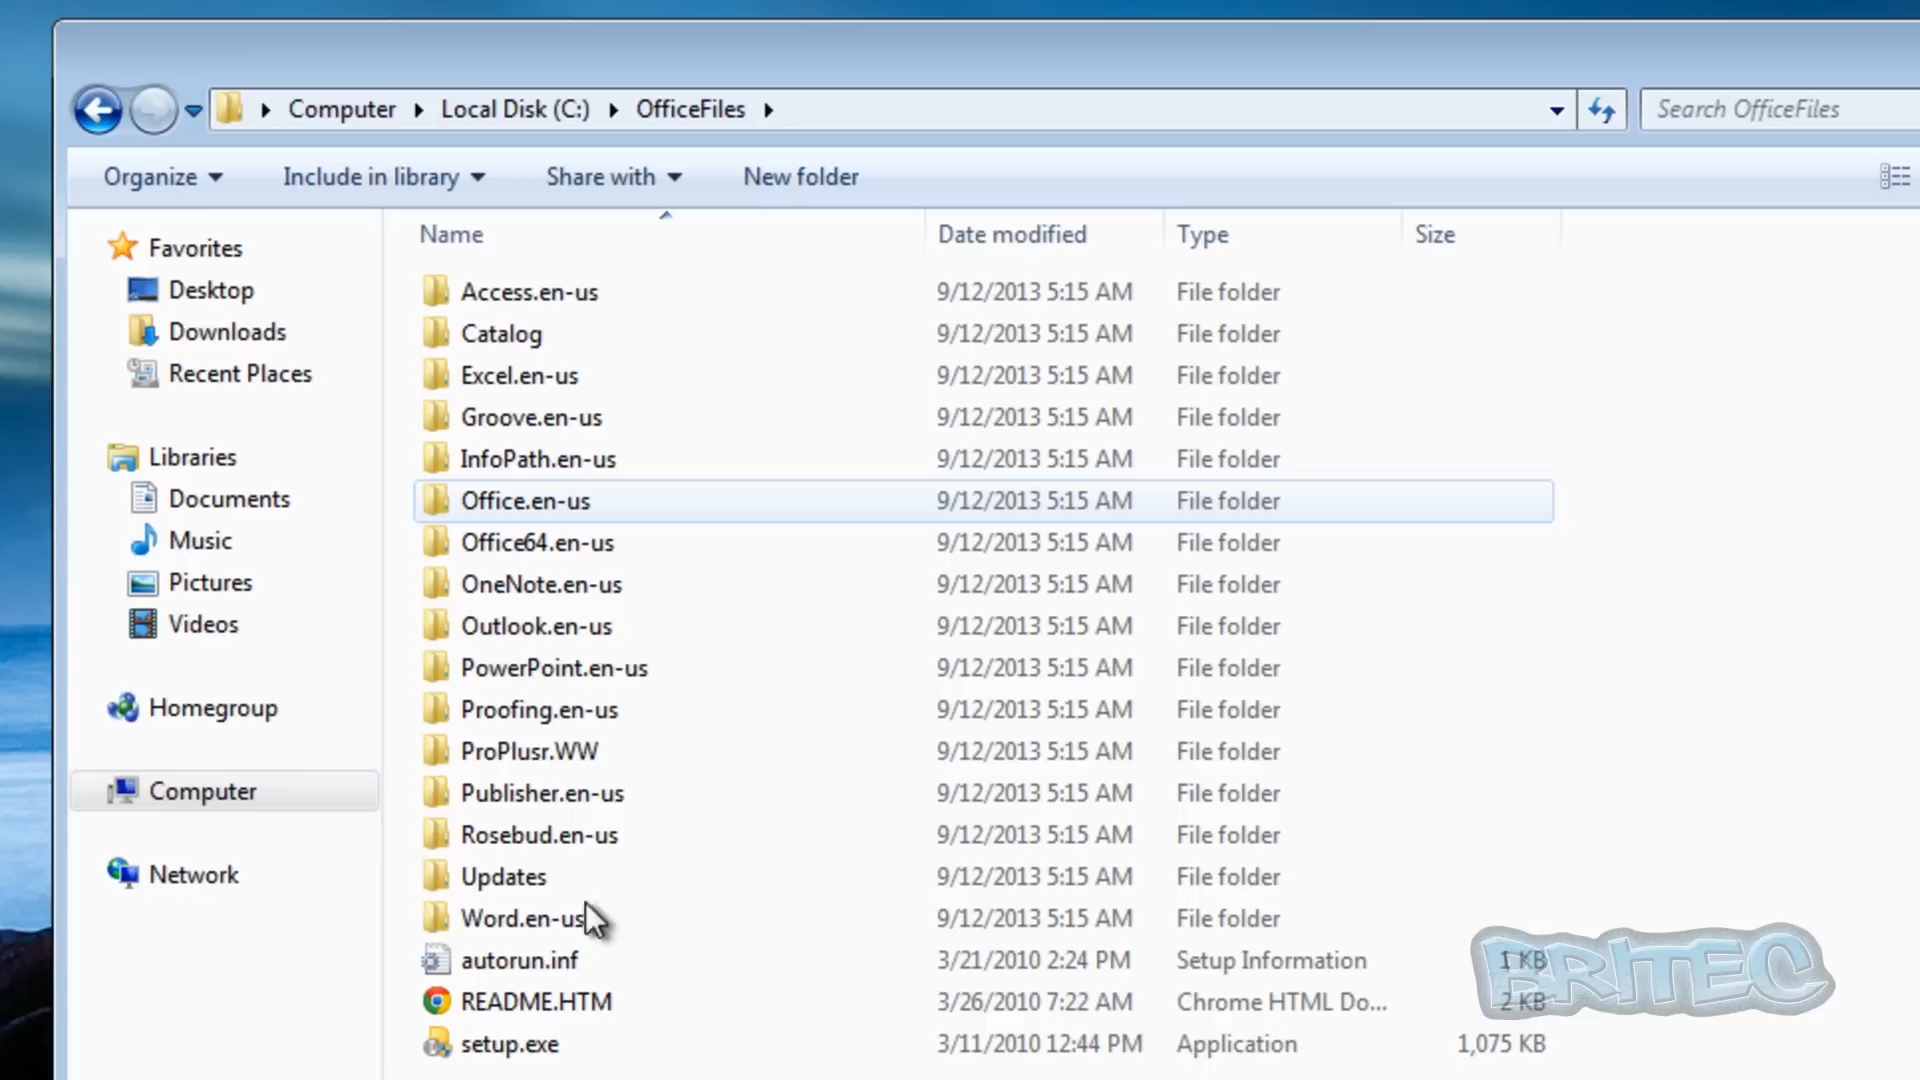 Computer Local Disk (C:) OfficeFiles Search OfficeFiles
Organize Include in library Share with New folder
Name Date modified Type Size
Favorites
Desktop
Downloads
Recent Places
Libraries
Documents
Music
Pictures
Videos
Homegroup
Computer
Network
Access.en-us 9/12/2013 5:15 AM File folder
Catalog 9/12/2013 5:15 AM File folder
Excel.en-us 9/12/2013 5:15 AM File folder
Groove.en-us 9/12/2013 5:15 AM File folder
InfoPath.en-us 9/12/2013 5:15 AM File folder
Office.en-us 9/12/2013 5:15 AM File folder
Office64.en-us 9/12/2013 5:15 AM File folder
OneNote.en-us 9/12/2013 5:15 AM File folder
Outlook.en-us 9/12/2013 5:15 AM File folder
PowerPoint.en-us 9/12/2013 5:15 AM File folder
Proofing.en-us 9/12/2013 5:15 AM File folder
ProPlusr.WW 9/12/2013 5:15 AM File folder
Publisher.en-us 9/12/2013 5:15 AM File folder
Rosebud.en-us 9/12/2013 5:15 AM File folder
Updates 9/12/2013 5:15 AM File folder
Word.en-us 9/12/2013 5:15 AM File folder
autorun.inf 3/21/2010 2:24 PM Setup Information 1 KB
README.HTM 3/26/2010 7:22 AM Chrome HTML Do... 2 KB
setup.exe 3/11/2010 12:44 PM Application 1,075 KB
BRITEC